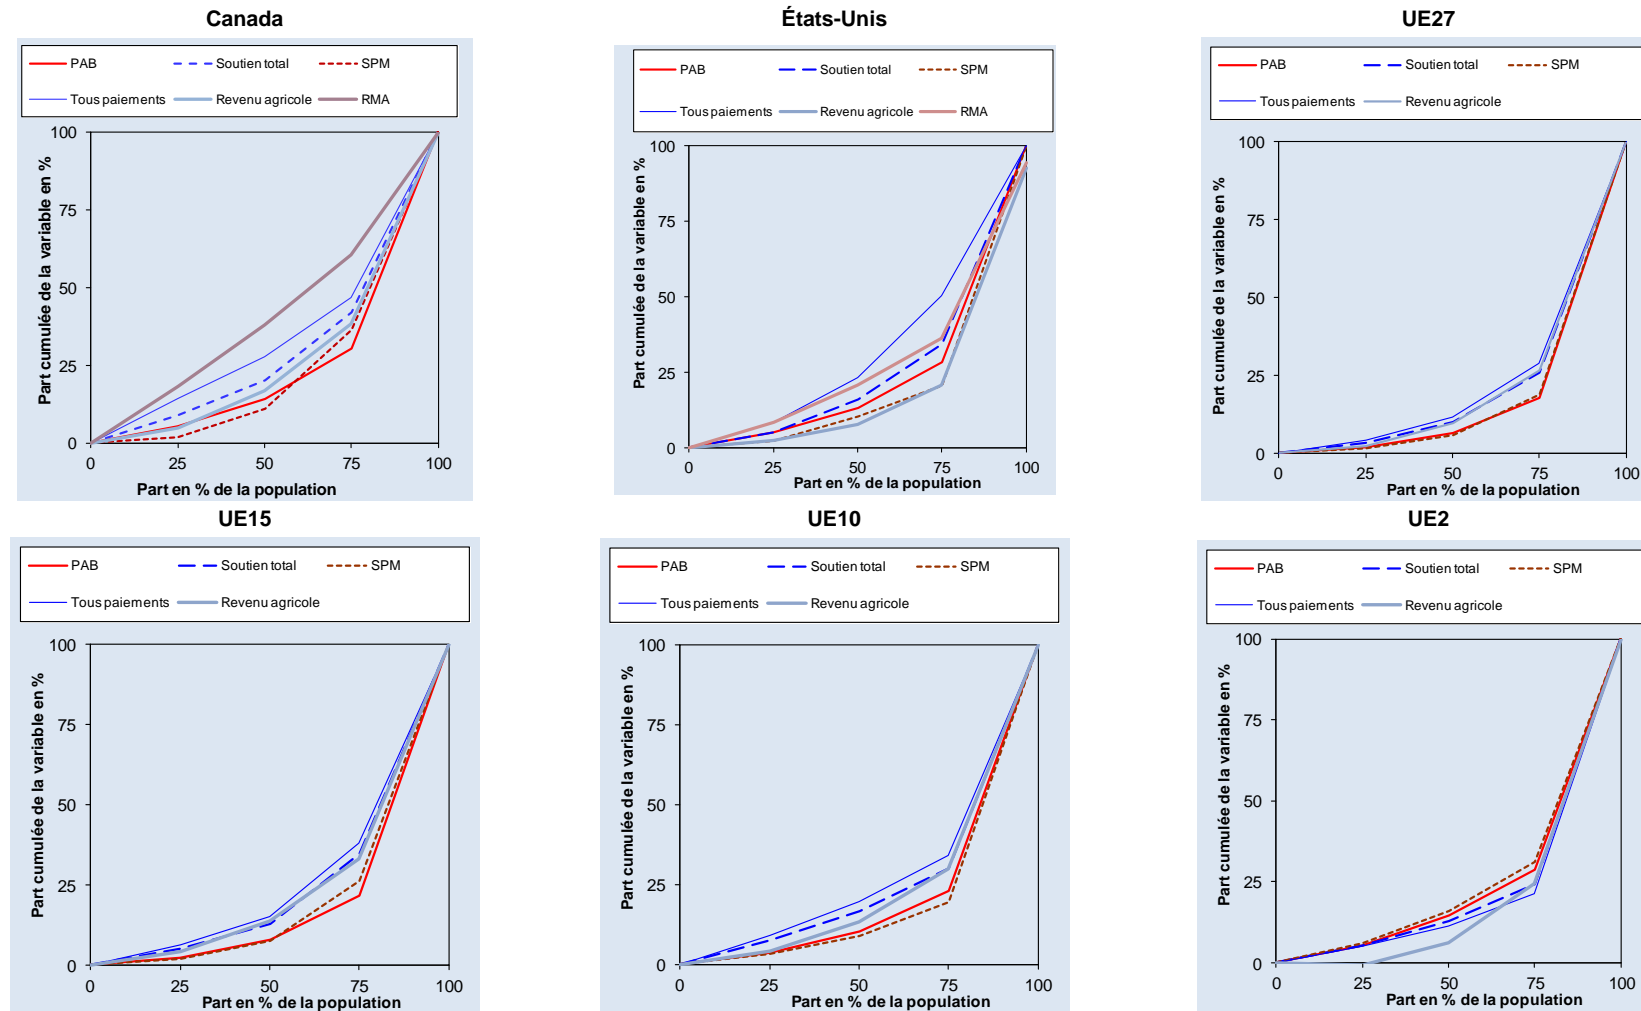 Canada
PAB Soutien total SPM
Tous paiements Revenu agricole RMA
Part cumulée de la variable en %
100
75
50
25
0
0 25 50 75 100
Part en % de la population
États-Unis
PAB Soutien total SPM
Tous paiements Revenu agricole RMA
Part cumulée de la variable en %
100
75
50
25
0
0 25 50 75 100
Part en % de la population
UE27
PAB Soutien total SPM
Tous paiements Revenu agricole
Part cumulée de la variable en %
100
75
50
25
0
0 25 50 75 100
Part en % de la population
UE15
PAB Soutien total SPM
Tous paiements Revenu agricole
Part cumulée de la variable en %
100
75
50
25
0
0 25 50 75 100
Part en % de la population
UE10
PAB Soutien total SPM
Tous paiements Revenu agricole
Part cumulée de la variable en %
100
75
50
25
0
0 25 50 75 100
Part en % de la population
UE2
PAB Soutien total SPM
Tous paiements Revenu agricole
Part cumulée de la variable en %
100
75
50
25
0
0 25 50 75 100
Part en % de la population